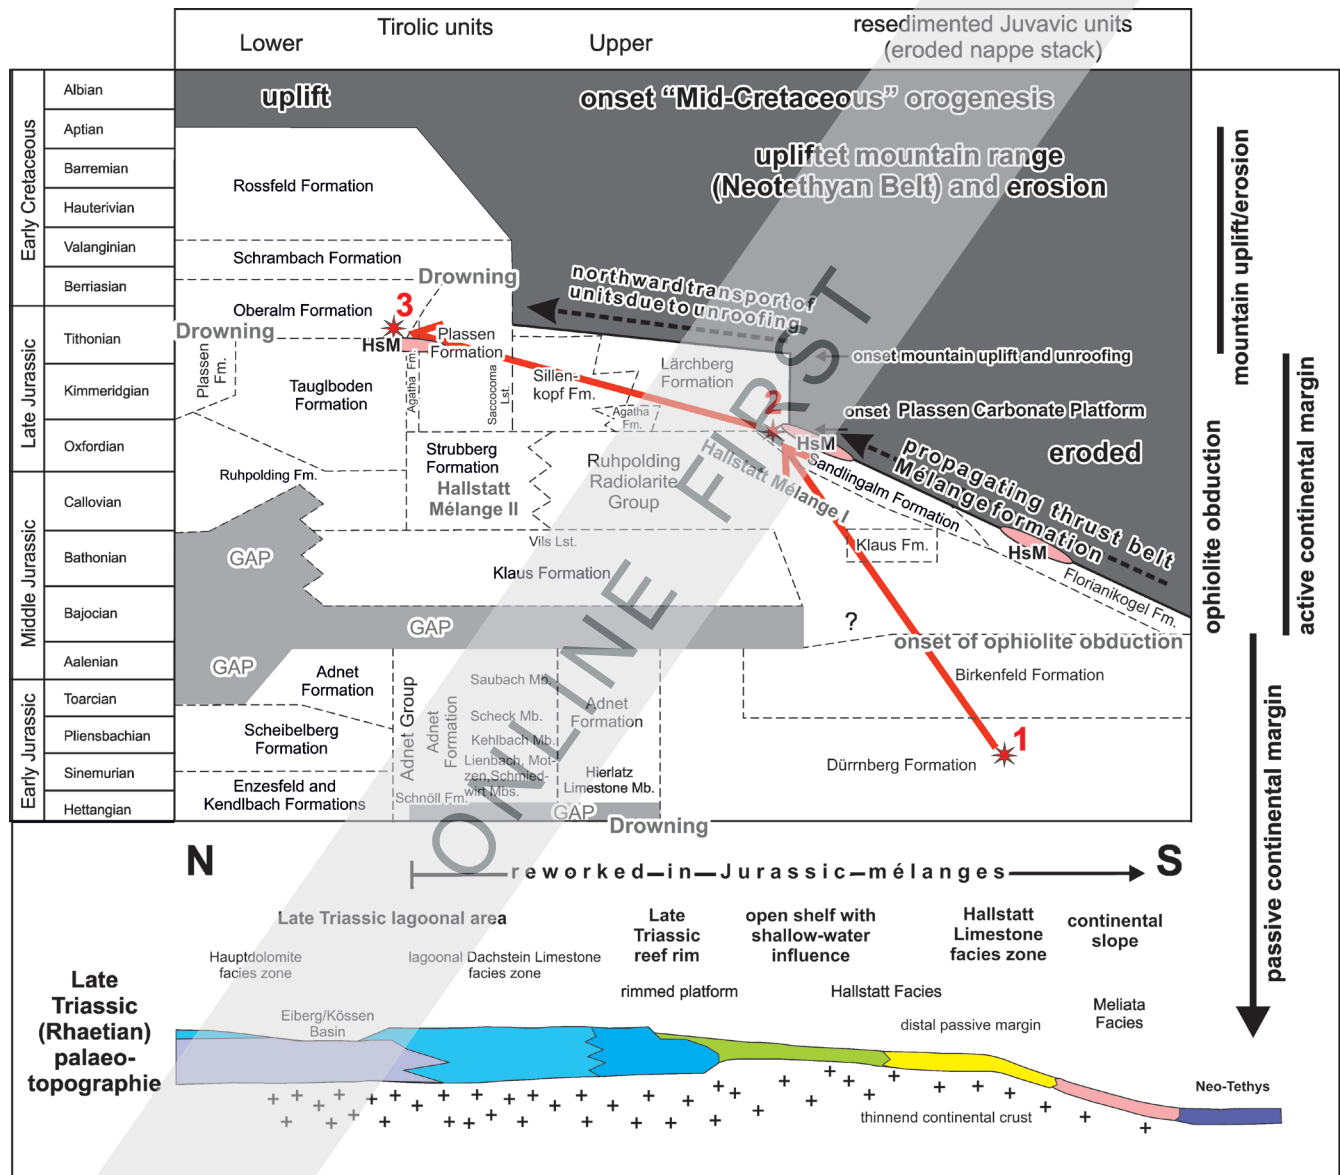 Tirolic units
Lower
Upper
resedimented Juvavic units
(eroded nappe stack)
Early Cretaceous
Albian
Aptian
Barremian
Hauterivian
Valanginian
Berriasian
Late Jurassic
Tithonian
Kimmeridgian
Oxfordian
Middle Jurassic
Callovian
Bathonian
Bajocian
Aalenian
Early Jurassic
Toarcian
Pliensbachian
Sinemurian
Hettangian
uplift
onset “Mid-Cretaceous” orogenesis
upliftet mountain range
(Neotethyan Belt) and erosion
Rossfeld Formation
Schrambach Formation
Drowning
Oberalm Formation
3
Drowning
HsM
Plassen
Formation
northward transport of
unitsdue to unroofing
onset mountain uplift and unroofing
Plassen
Fm.
Tauglboden
Formation
Agatha Fm.
Saccocoma
Lst.
Sillen-
kopf Fm.
Lärchberg
Formation
Agatha
Fm.
2
onset Plassen Carbonate Platform
HsM
eroded
propagating thrust belt
Mélangeformation
Ruhpolding Fm.
Strubberg
Formation
Hallstatt
Mélange II
Ruhpolding
Radiolarite
Group
Hallstatt Mélange I
Sandlingalm Formation
Klaus Fm.
HsM
Florianikogel Fm.
GAP
Vils Lst.
Klaus Formation
GAP
GAP
?
onset of ophiolite obduction
Birkenfeld Formation
Adnet
Formation
Scheibelberg
Formation
Enzesfeld and
Kendlbach Formations
Adnet Group
Adnet
Formation
Saubach Mb.
Scheck Mb.
Kehlbach Mb.
Lienbach, Mot-
zen,Schmied-
wirt Mbs.
Schnöll Fm.
Adnet
Formation
Hierlatz
Limestone Mb.
GAP
Drowning
1
Dürrnberg Formation
mountain uplift/erosion
ophiolite obduction
active continental margin
passive continental margin
N
S
reworked in Jurassic mélanges
Late Triassic lagoonal area
Late
Triassic
reef rim
open shelf with
shallow-water
influence
Hallstatt
Limestone
facies zone
continental
slope
Hauptdolomite
facies zone
lagoonal Dachstein Limestone
facies zone
rimmed platform
Hallstatt Facies
Meliata
Facies
Eiberg/Kössen
Basin
distal passive margin
Late
Triassic
(Rhaetian)
palaeo-
topographie
Neo-Tethys
thinnend continental crust
ONLINE FIRST